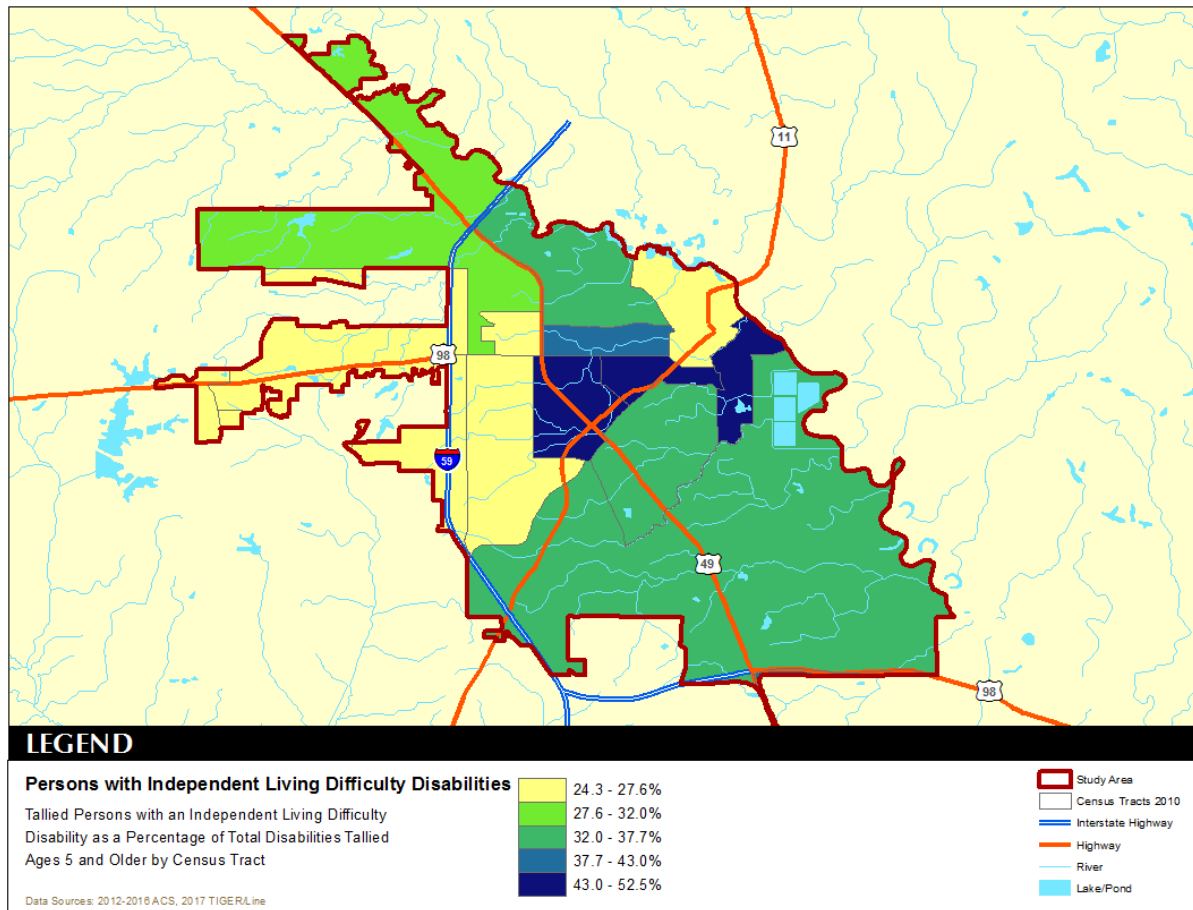 11
98
59
49
98
LEGEND
Persons with Independent Living Difficulty Disabilities
Tallied Persons with an Independent Living Difficulty
Disability as a Percentage of Total Disabilities Tallied
Ages 5 and Older by Census Tract
Data Sources: 2012-2016 ACS, 2017 TIGER/Line
24.3 - 27.6%
27.6 - 32.0%
32.0 - 37.7%
37.7 - 43.0%
43.0 - 52.5%
Study Area
Census Tracts 2010
Interstate Highway
Highway
River
Lake/Pond